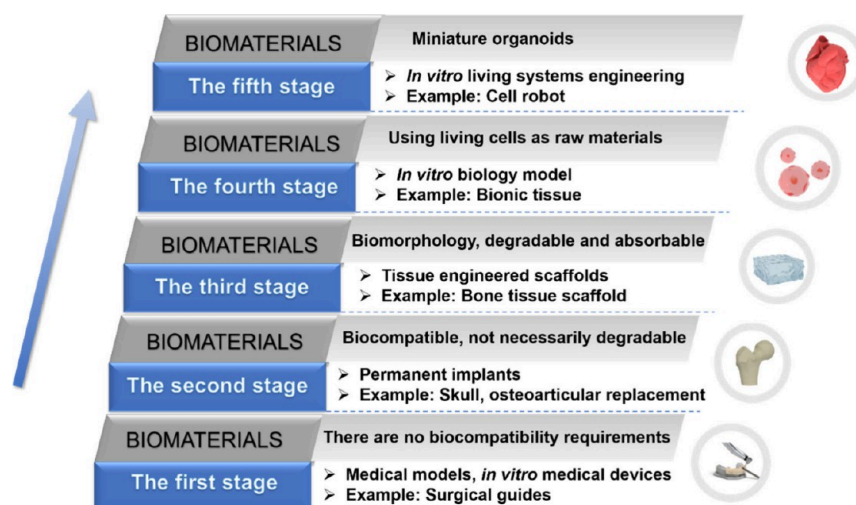 BIOMATERIALS Miniature organoids
The fifth stage ➢ In vitro living systems engineering
➢ Example: Cell robot
BIOMATERIALS Using living cells as raw materials
The fourth stage ➢ In vitro biology model
➢ Example: Bionic tissue
BIOMATERIALS Biomorphology, degradable and absorbable
The third stage ➢ Tissue engineered scaffolds
➢ Example: Bone tissue scaffold
BIOMATERIALS Biocompatible, not necessarily degradable
The second stage ➢ Permanent implants
➢ Example: Skull, osteoarticular replacement
BIOMATERIALS There are no biocompatibility requirements
The first stage ➢ Medical models, in vitro medical devices
➢ Example: Surgical guides